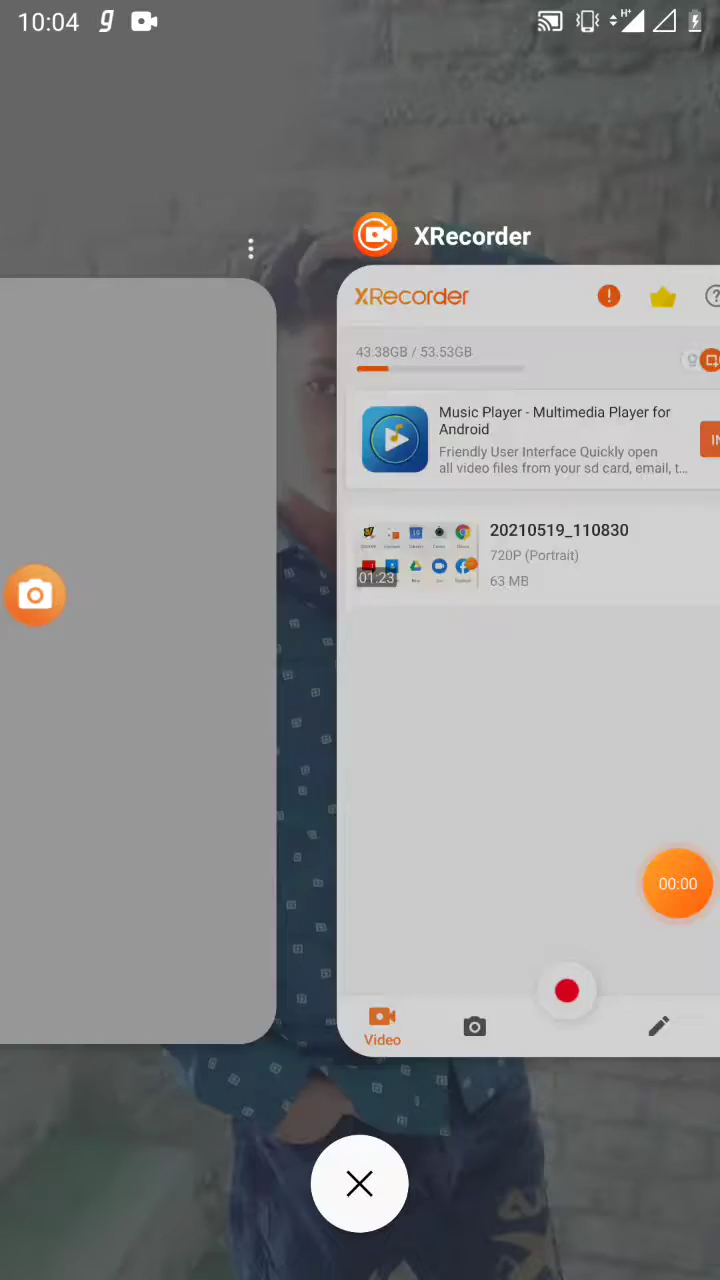 10:04 g
H+
XRecorder
XRecorder
43.38GB / 53.53GB
Music Player - Multimedia Player for
Android
Friendly User Interface Quickly open
all video files from your sd card, email, t...
IN
20210519_110830
720P (Portrait)
01:23
63 MB
00:00
Video